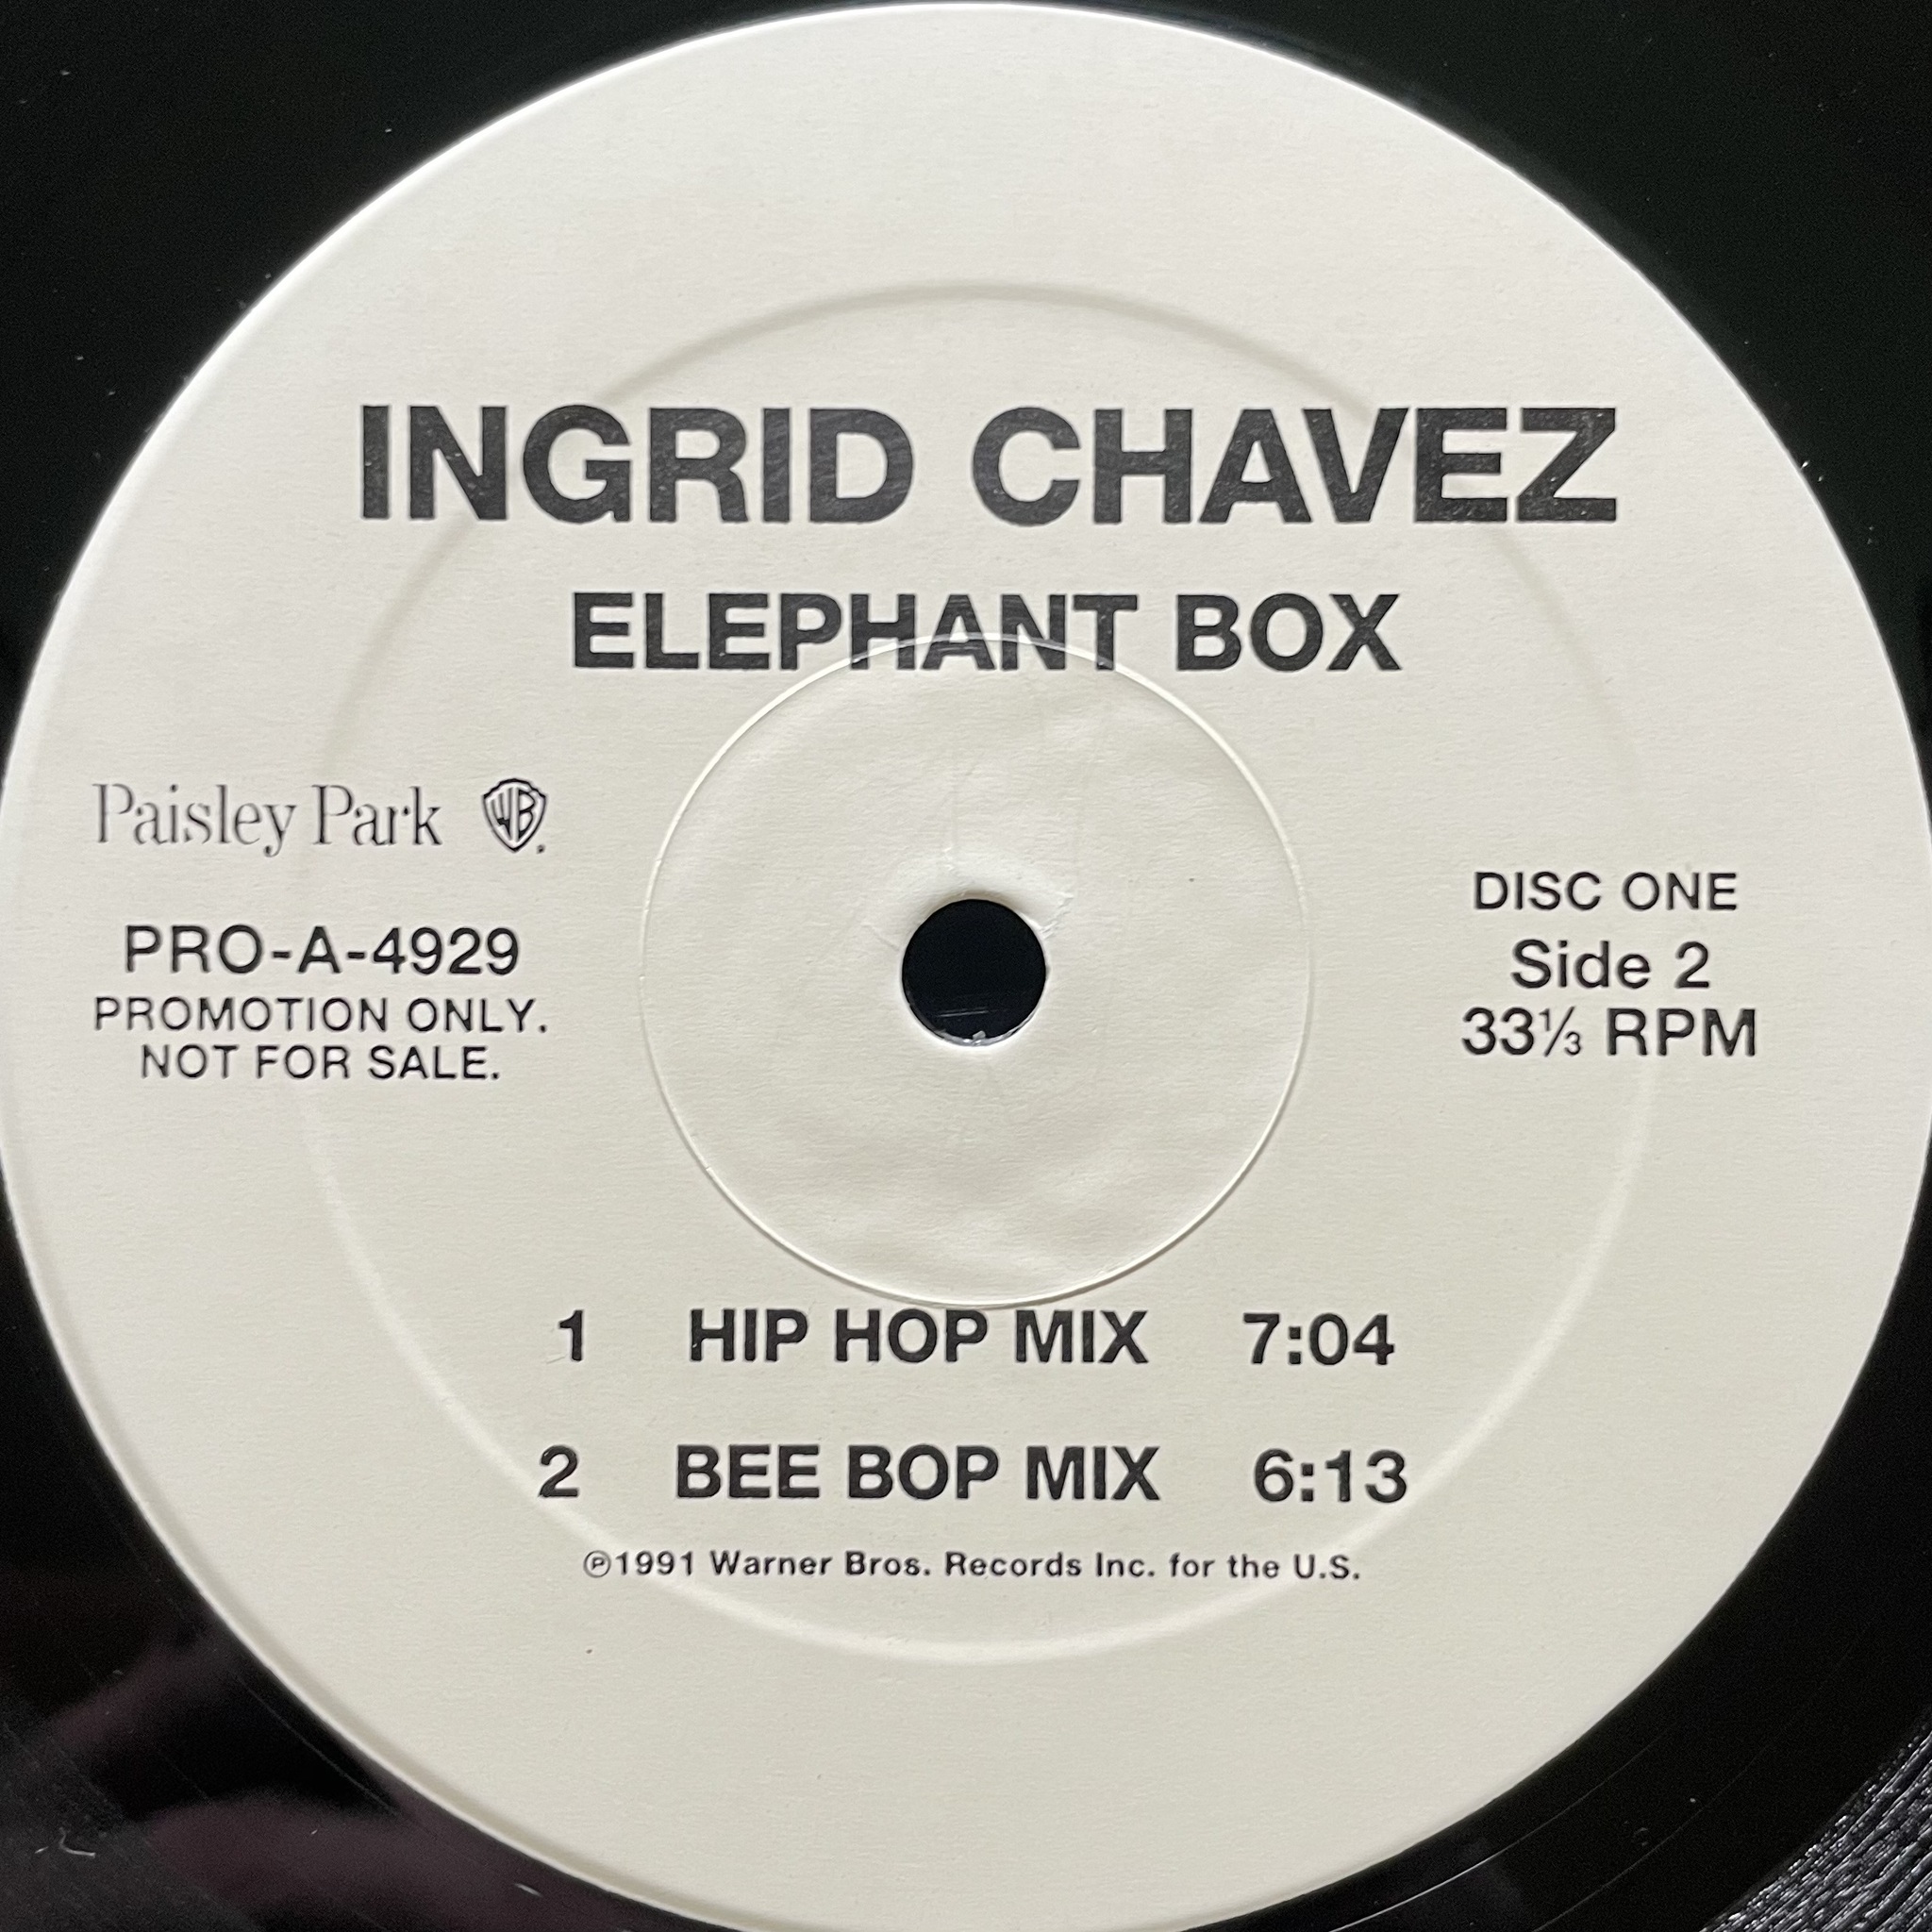 INGRID CHAVEZ
ELEPHANT BOX
Paisley Park WB
PRO-A-4929
PROMOTION ONLY.
NOT FOR SALE.
DISC ONE
Side 2
33⅓ RPM
1 HIP HOP MIX 7:04
2 BEE BOP MIX 6:13
℗1991 Warner Bros. Records Inc. for the U.S.